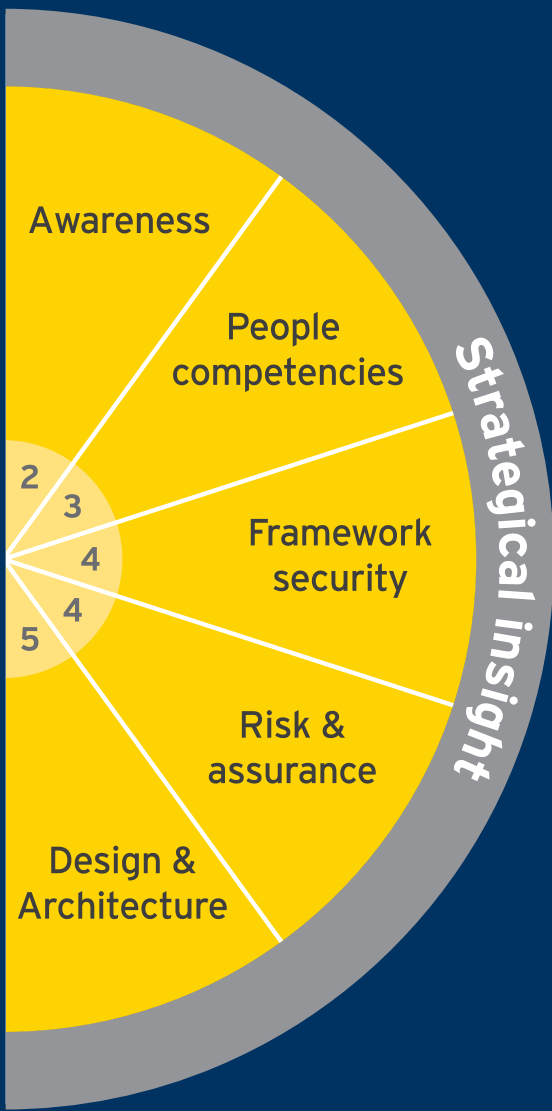 Awareness
People
competencies
Framework
security
Risk &
assurance
Design &
Architecture
2
3
4
4
5
Strategical insight